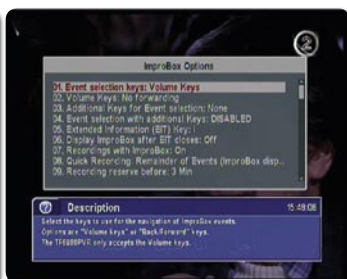 2
ImproBox Options
01. Event selection keys: Volume Keys
02. Volume Keys: No forwarding
03. Additional Keys for Event selection: None
04. Event selection with additional Keys: DISABLED
05. Extended Information (EIT) Key: i
06. Display ImproBox after EIT closes: Off
07. Recordings with ImproBox: On
08. Quick Recording: Remainder of Events (ImproBox disp...
09. Recording reserve before: 3 Min
Description
15:48:08
Select the keys to use for the navigation of ImproBox events.
Options are "Volume keys" or "Back/Forward" keys.
The TF6000PVR only accepts the Volume keys.